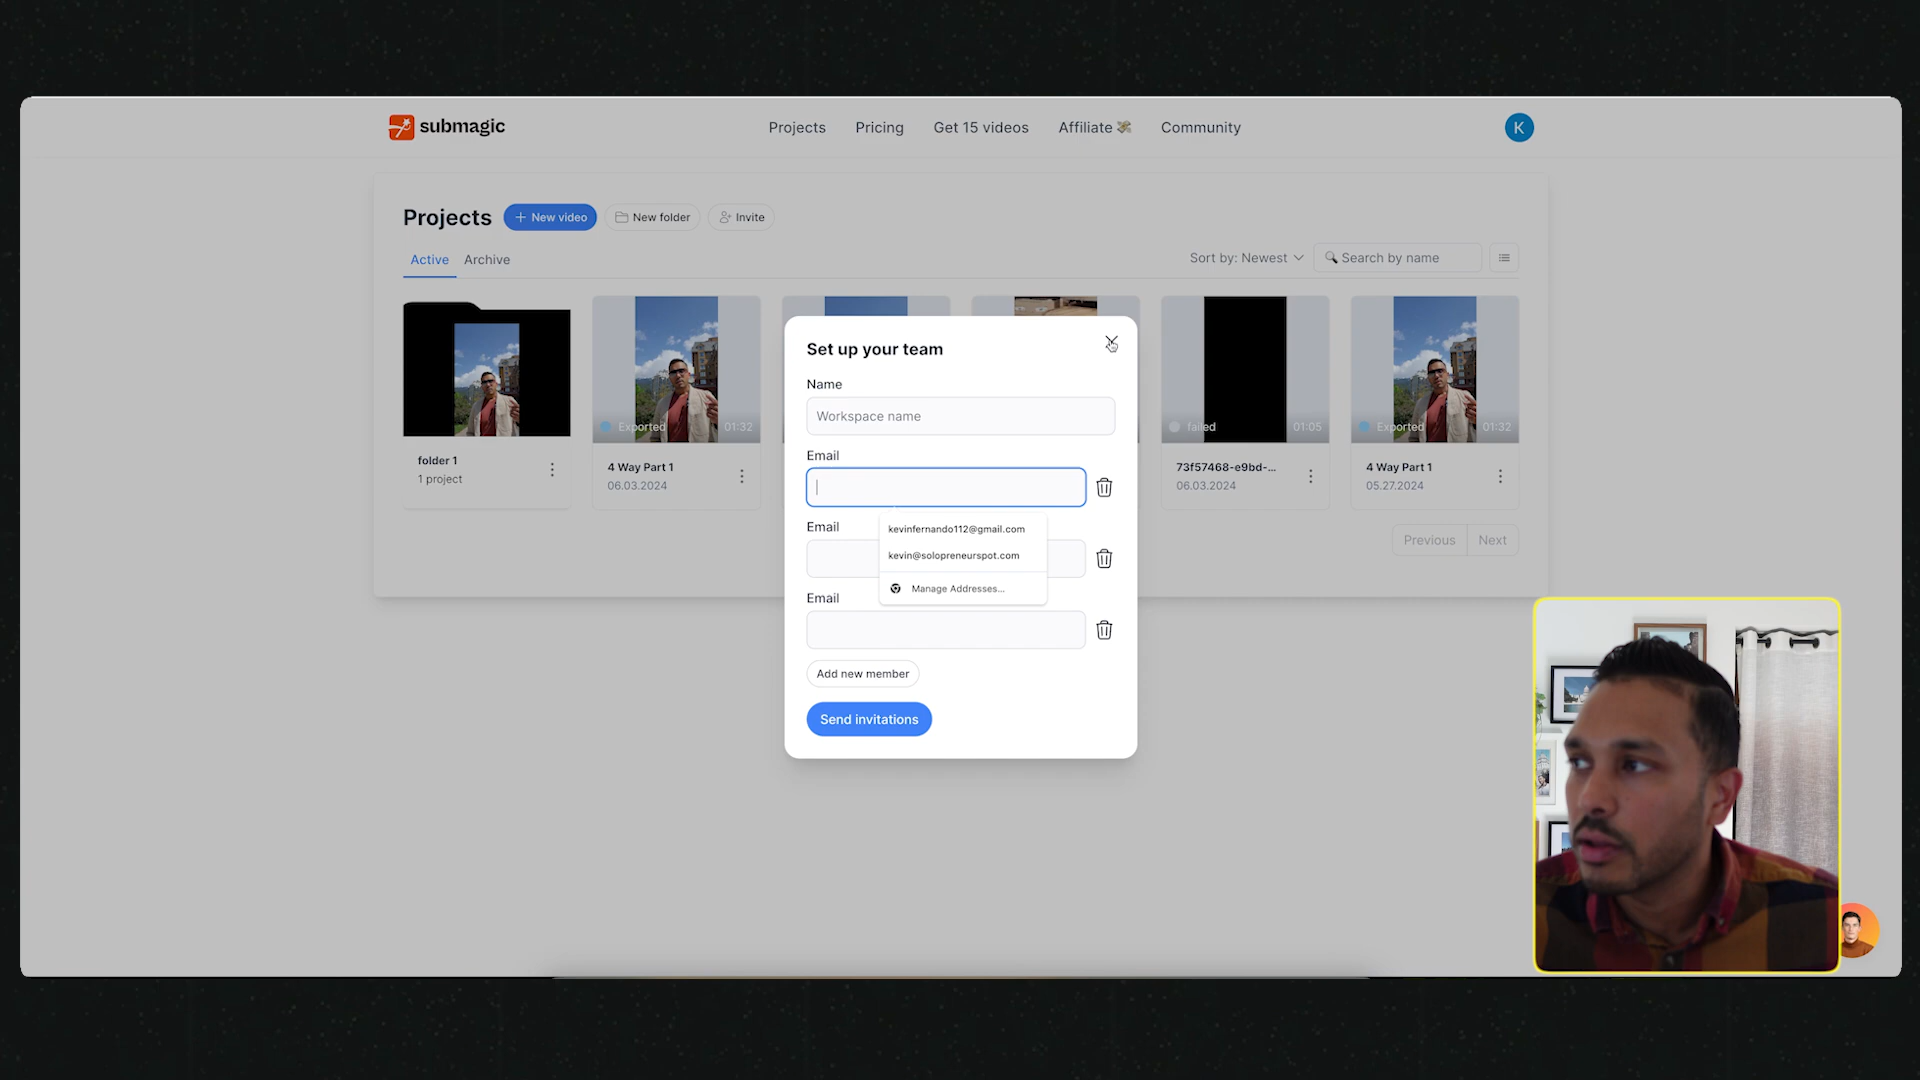 submagic
Projects
Pricing
Get 15 videos
Affiliate 💸
Community
K
Projects
+ New video
New folder
Invite
Active
Archive
Sort by: Newest
Search by name
Exported
01:32
failed
01:05
Exported
01:32
folder 1
1 project
4 Way Part 1
06.03.2024
73f57468-e9bd-...
06.03.2024
4 Way Part 1
05.27.2024
Previous
Next
Set up your team
Name
Workspace name
Email
Email
kevinfernando112@gmail.com
kevin@solopreneurspot.com
Manage Addresses...
Email
Add new member
Send invitations